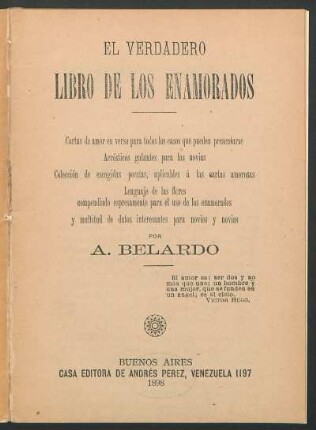 EL VERDADERO
LIBRO DE LOS ENAMORADOS
Cartas de amor en verso para todos los casos que pueden presentarse
Acrósticos galantes para las novias
Colección de escogidas poesías, aplicables á las cartas amorosas
Lenguaje de las flores
compendiado expresamente para el uso de los enamorados
y multitud de datos interesantes para novios y novias
POR
A. BELARDO
El amor es: ser dos y no
más que uno; un hombre y
una mujer, que se funden en
un angel; es el cielo.
VICTOR HUGO.
BUENOS AIRES
CASA EDITORA DE ANDRÉS PEREZ, VENEZUELA 1197
1898